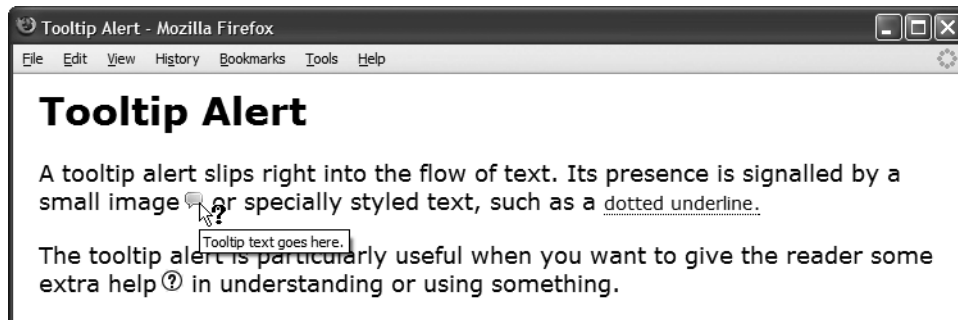 Tooltip Alert - Mozilla Firefox
File Edit View History Bookmarks Tools Help
Tooltip Alert
A tooltip alert slips right into the flow of text. Its presence is signalled by a
small image or specially styled text, such as a dotted underline.
Tooltip text goes here.
The tooltip alert is particularly useful when you want to give the reader some
extra help ? in understanding or using something.